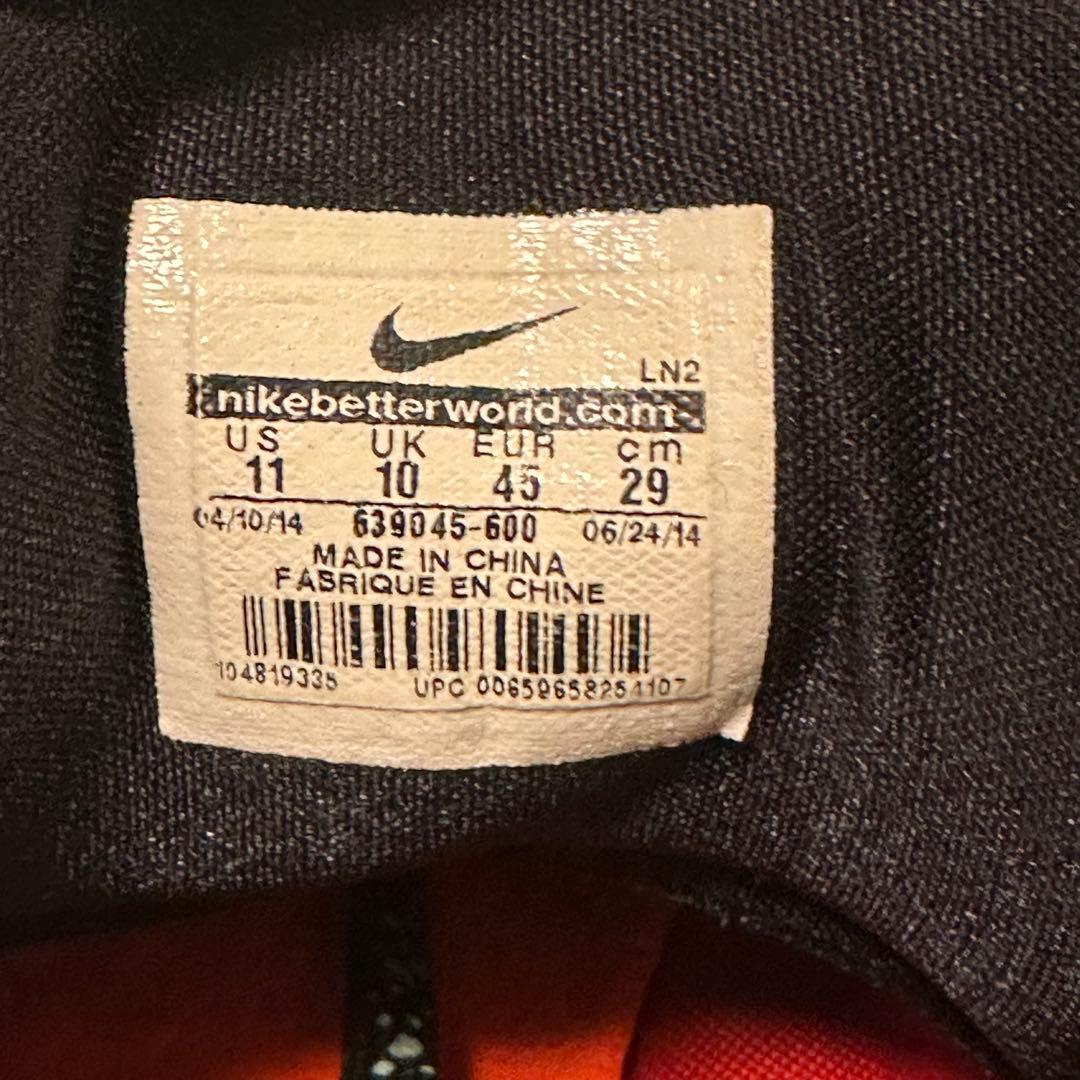 LN2
nikebetterworld.com
US UK EUR cm
11 10 45 29
04/10/14 639045-600 06/24/14
MADE IN CHINA
FABRIQUE EN CHINE
104819335 UPC 00659658254107